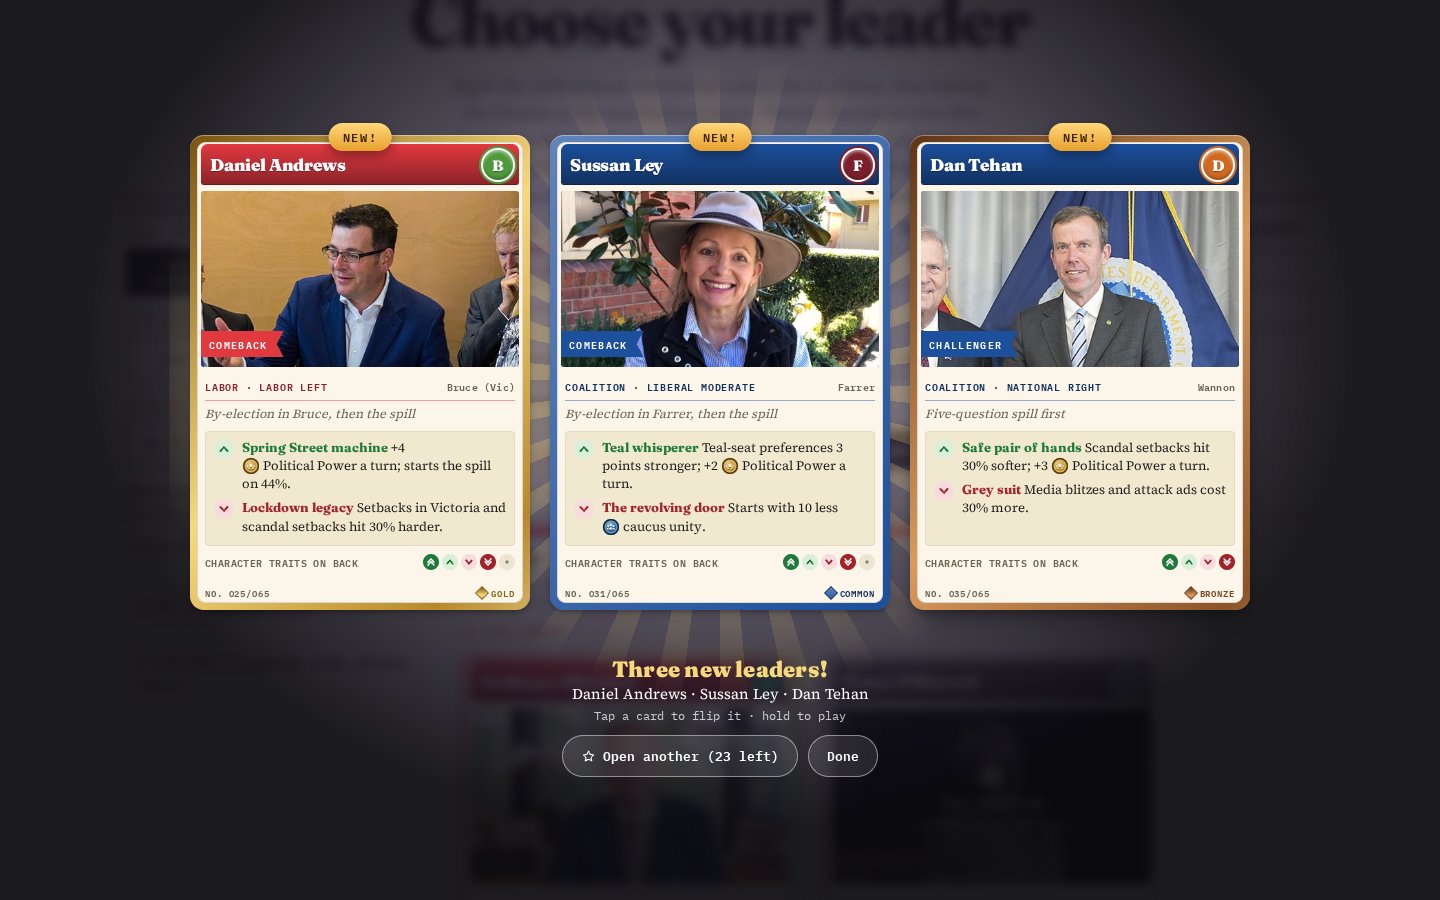 Choose your leader
NEW!
Daniel Andrews
B
COMEBACK
LABOR · LABOR LEFT
Bruce (Vic)
By-election in Bruce, then the spill
Spring Street machine +4
Political Power a turn; starts the spill
on 44%.
Lockdown legacy Setbacks in Victoria and
scandal setbacks hit 30% harder.
CHARACTER TRAITS ON BACK
NO. 025/065
GOLD
NEW!
Sussan Ley
F
COMEBACK
COALITION · LIBERAL MODERATE
Farrer
By-election in Farrer, then the spill
Teal whisperer Teal-seat preferences 3
points stronger; +2 Political Power a
turn.
The revolving door Starts with 10 less
caucus unity.
CHARACTER TRAITS ON BACK
NO. 031/065
COMMON
NEW!
Dan Tehan
D
CHALLENGER
COALITION · NATIONAL RIGHT
Wannon
Five-question spill first
Safe pair of hands Scandal setbacks hit
30% softer; +3 Political Power a turn.
Grey suit Media blitzes and attack ads cost
30% more.
CHARACTER TRAITS ON BACK
NO. 035/065
BRONZE
Three new leaders!
Daniel Andrews · Sussan Ley · Dan Tehan
Tap a card to flip it · hold to play
Open another (23 left)
Done